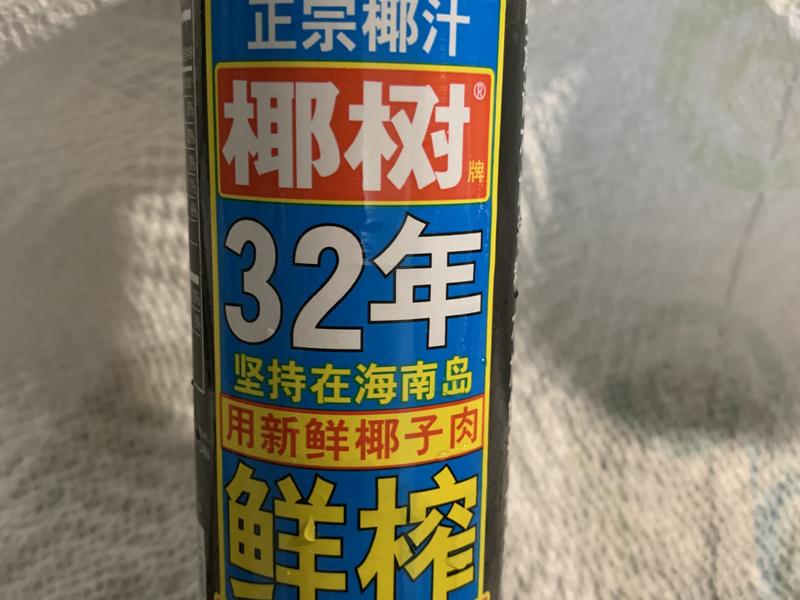 正宗椰汁
椰树®
牌
32年
坚持在海南岛
用新鲜椰子肉
鲜榨